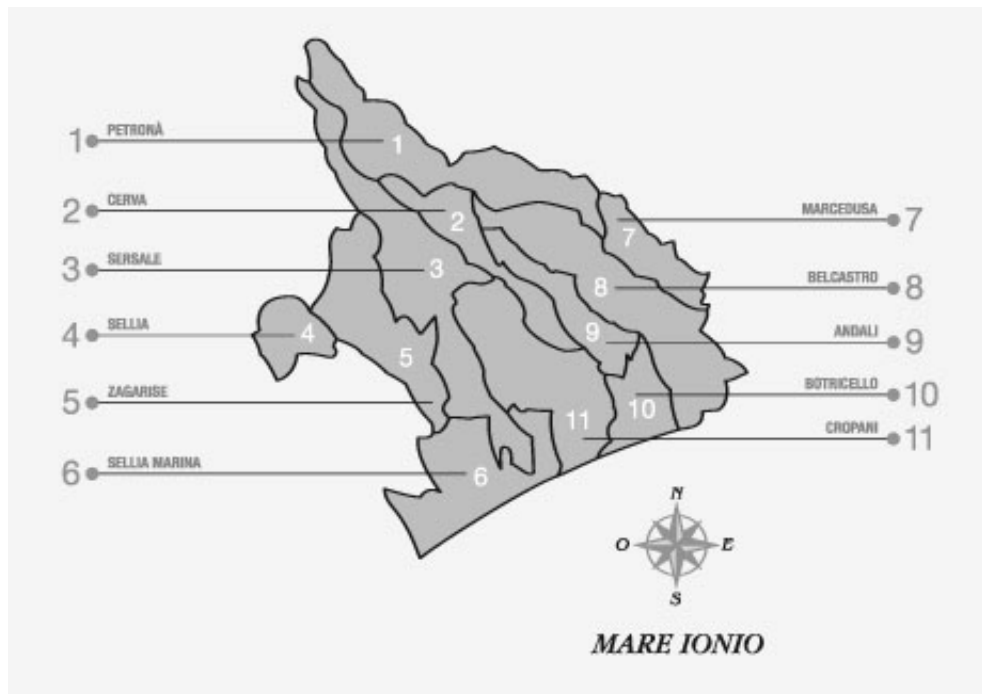 1 PETRONÀ
2 CERVA
3 SERSALE
4 SELLIA
5 ZAGARISE
6 SELLIA MARINA
MARCEDUSA 7
BELCASTRO 8
ANDALI 9
BOTRICELLO 10
CROPANI 11
1
2
3
4
5
6
7
8
9
10
11
N
O E
S
MARE IONIO